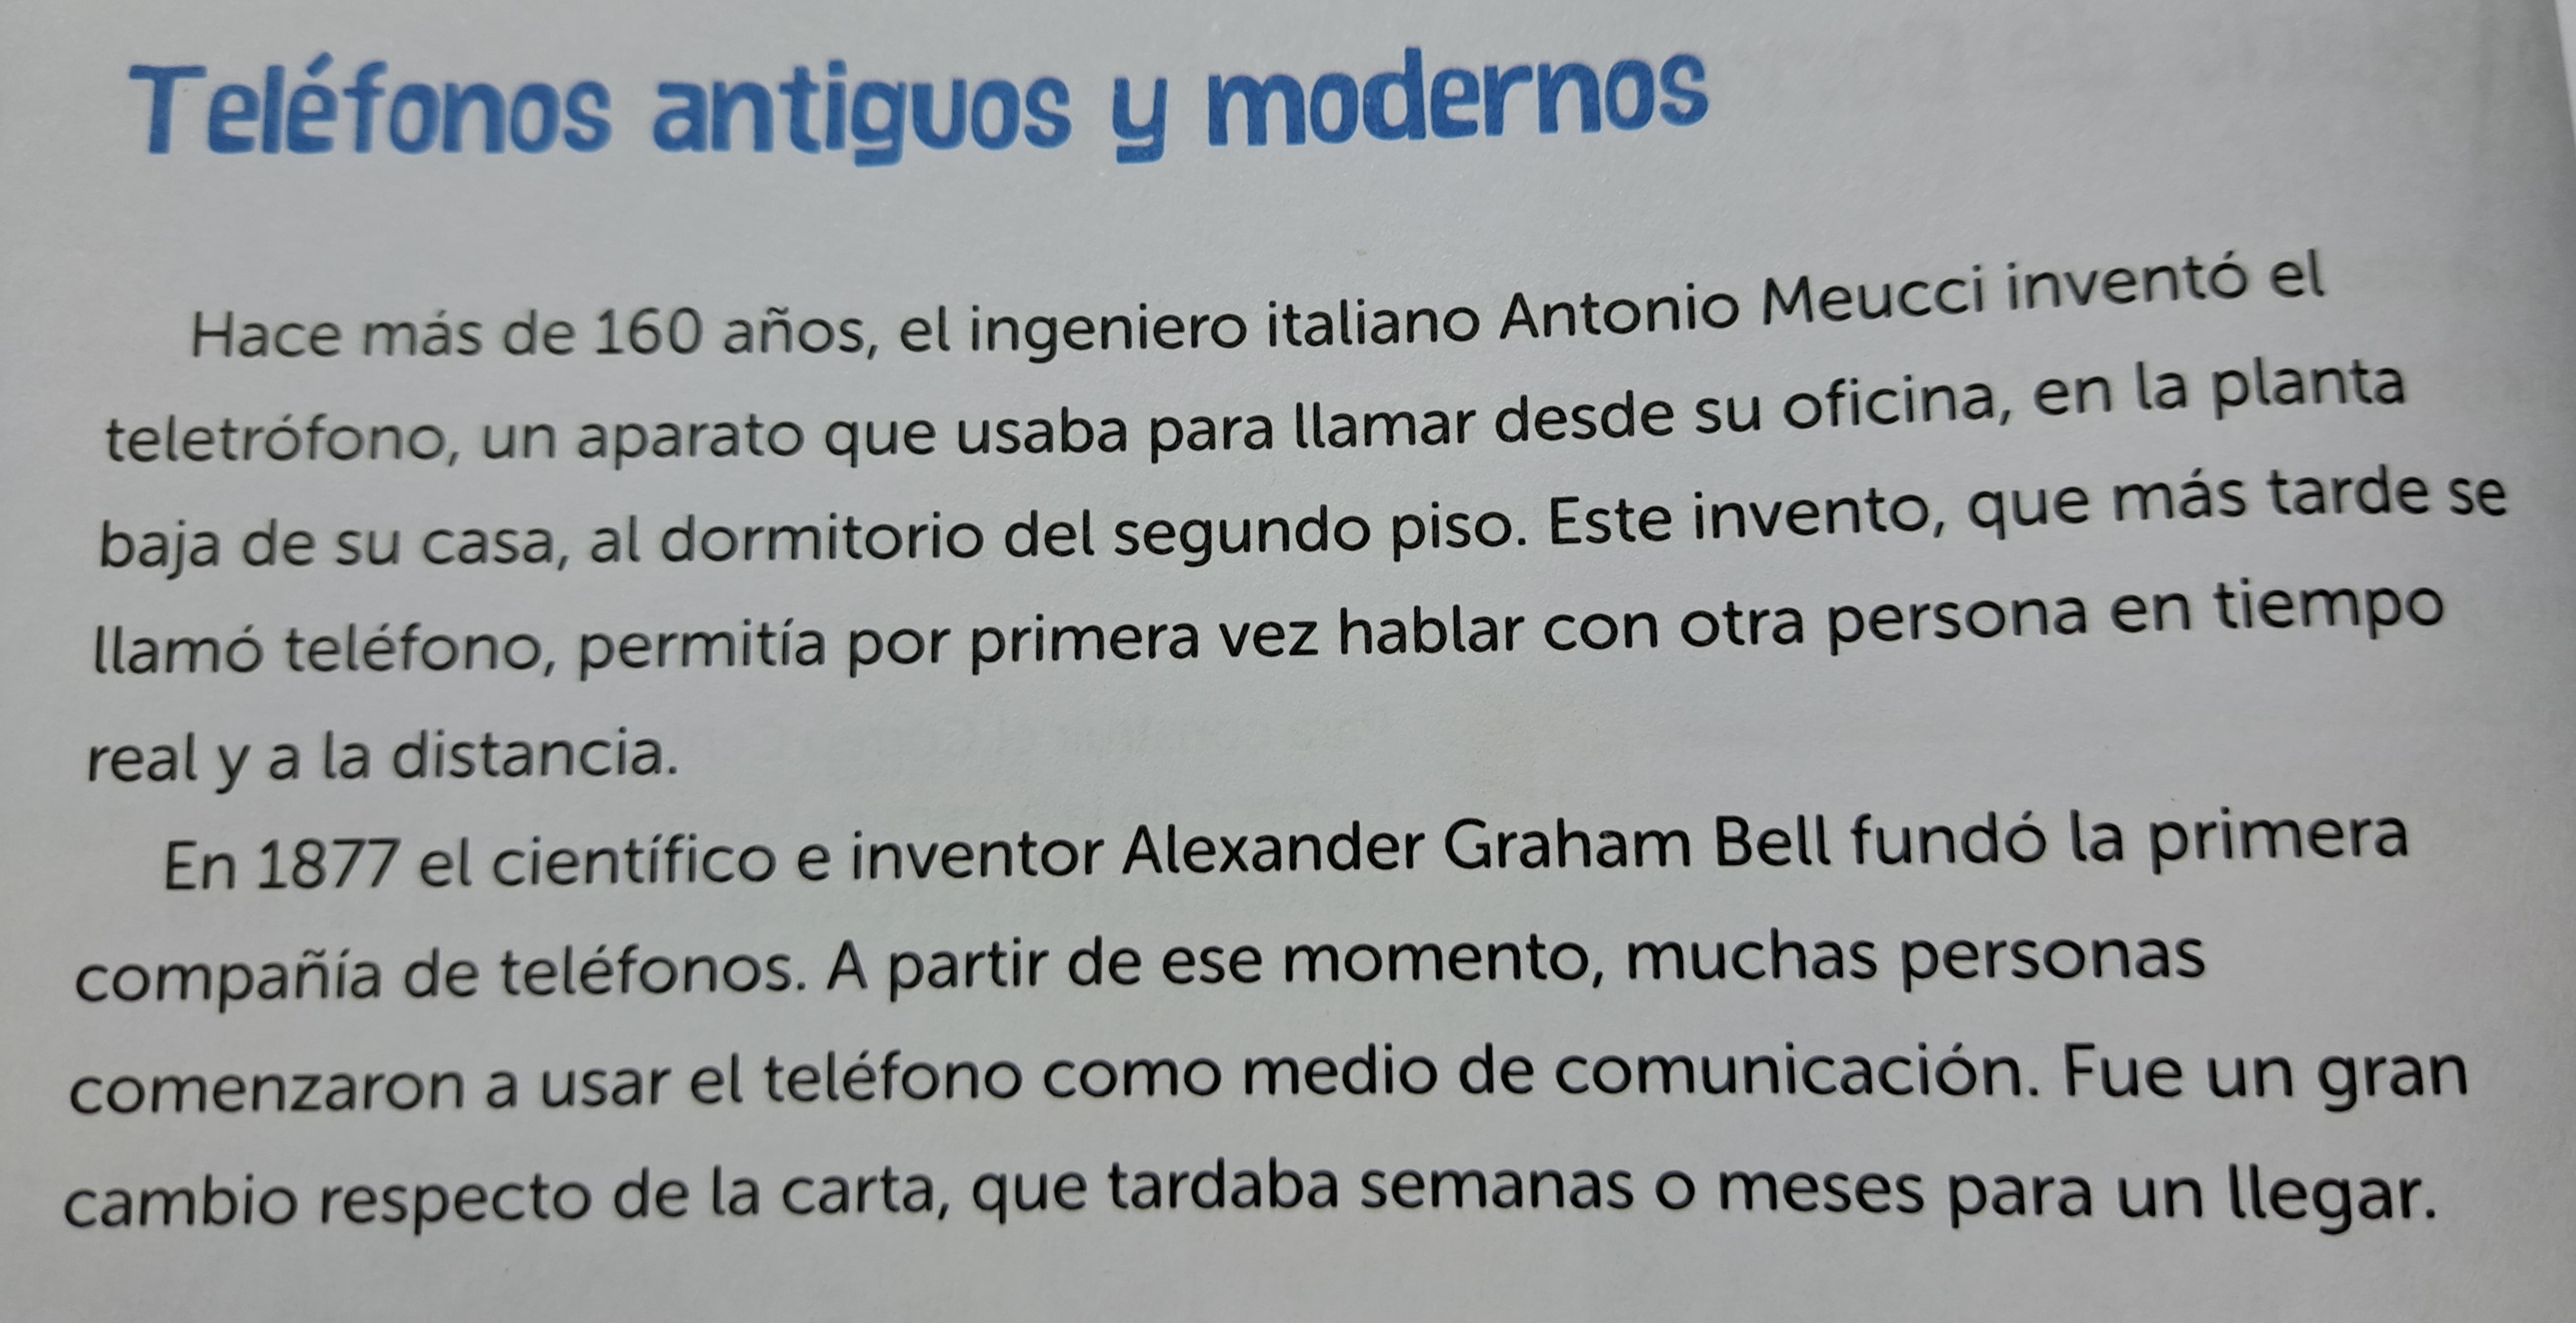 Teléfonos antiguos y modernos
Hace más de 160 años, el ingeniero italiano Antonio Meucci inventó el
teletrófono, un aparato que usaba para llamar desde su oficina, en la planta
baja de su casa, al dormitorio del segundo piso. Este invento, que más tarde se
llamó teléfono, permitía por primera vez hablar con otra persona en tiempo
real y a la distancia.
En 1877 el científico e inventor Alexander Graham Bell fundó la primera
compañía de teléfonos. A partir de ese momento, muchas personas
comenzaron a usar el teléfono como medio de comunicación. Fue un gran
cambio respecto de la carta, que tardaba semanas o meses para un llegar.